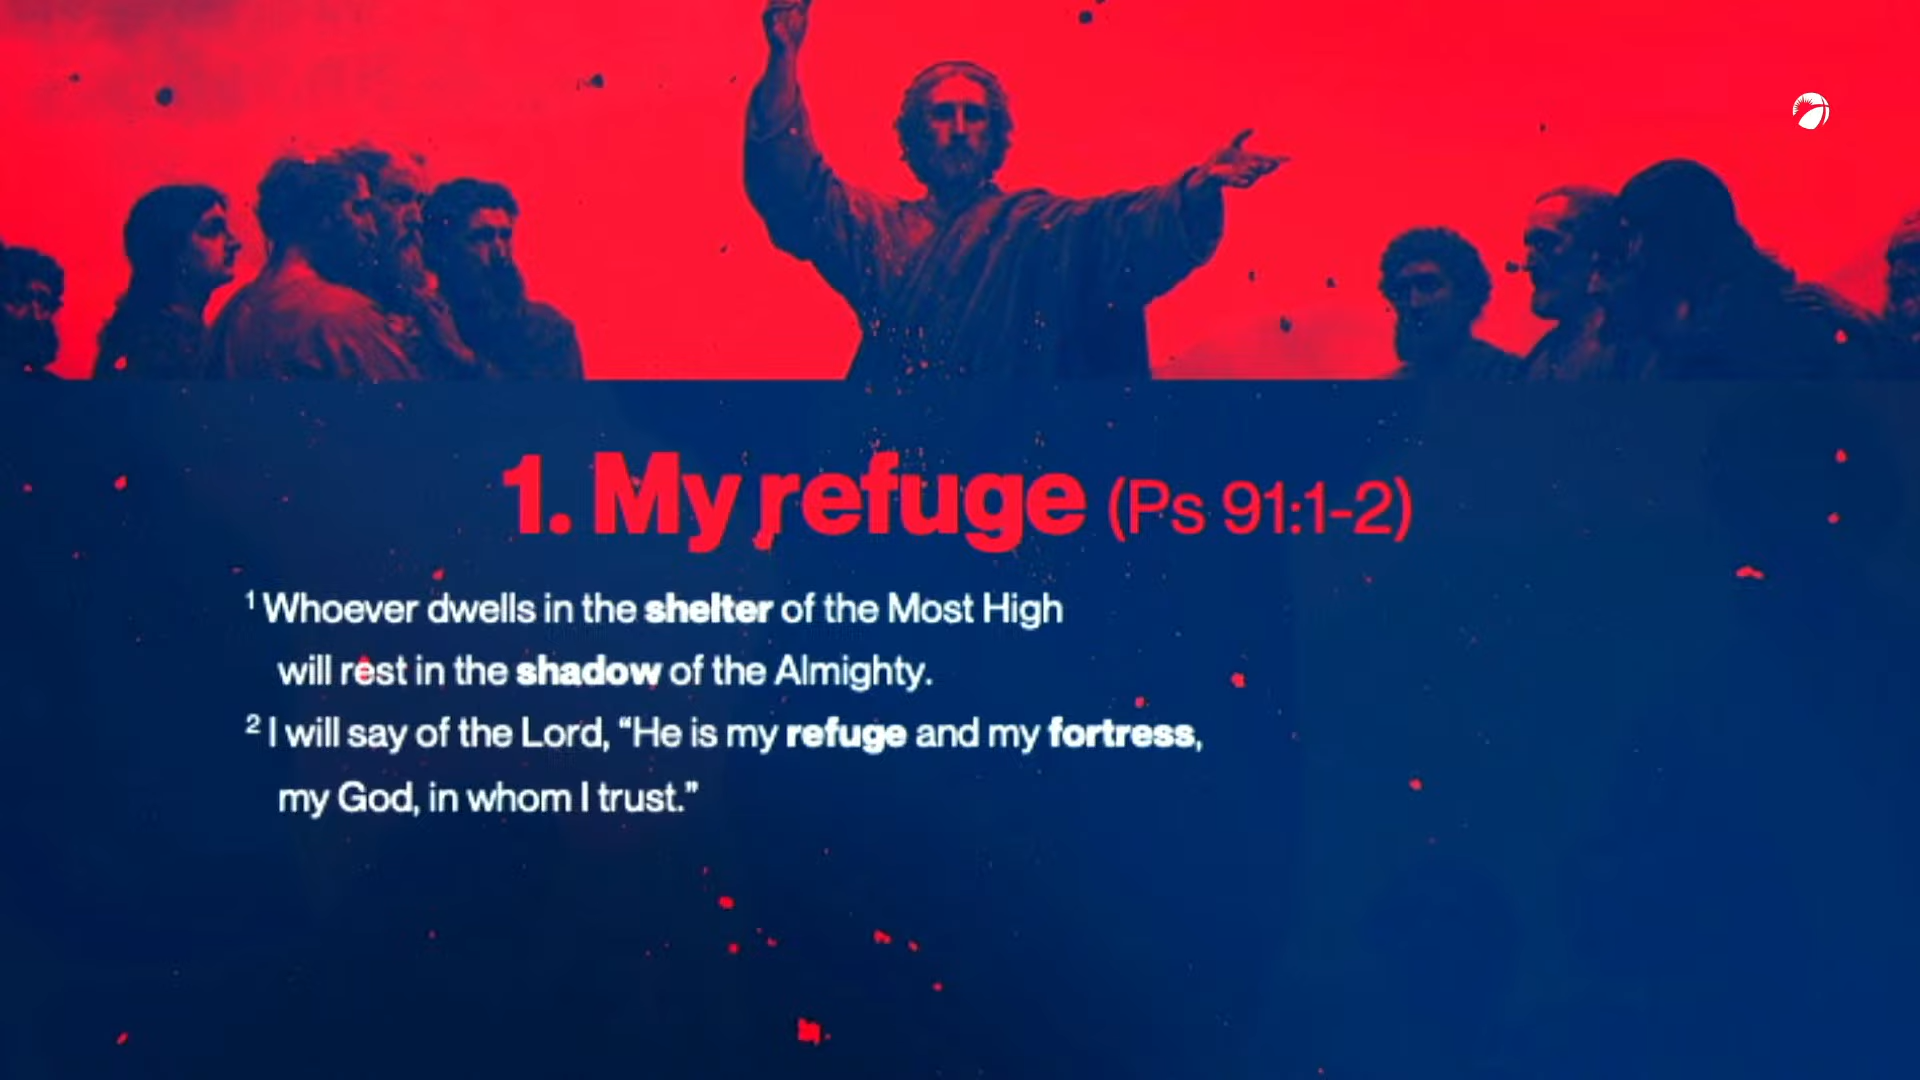 1. My refuge (Ps 91:1-2)
¹ Whoever dwells in the shelter of the Most High
will rest in the shadow of the Almighty.
² I will say of the Lord, “He is my refuge and my fortress,
my God, in whom I trust.”